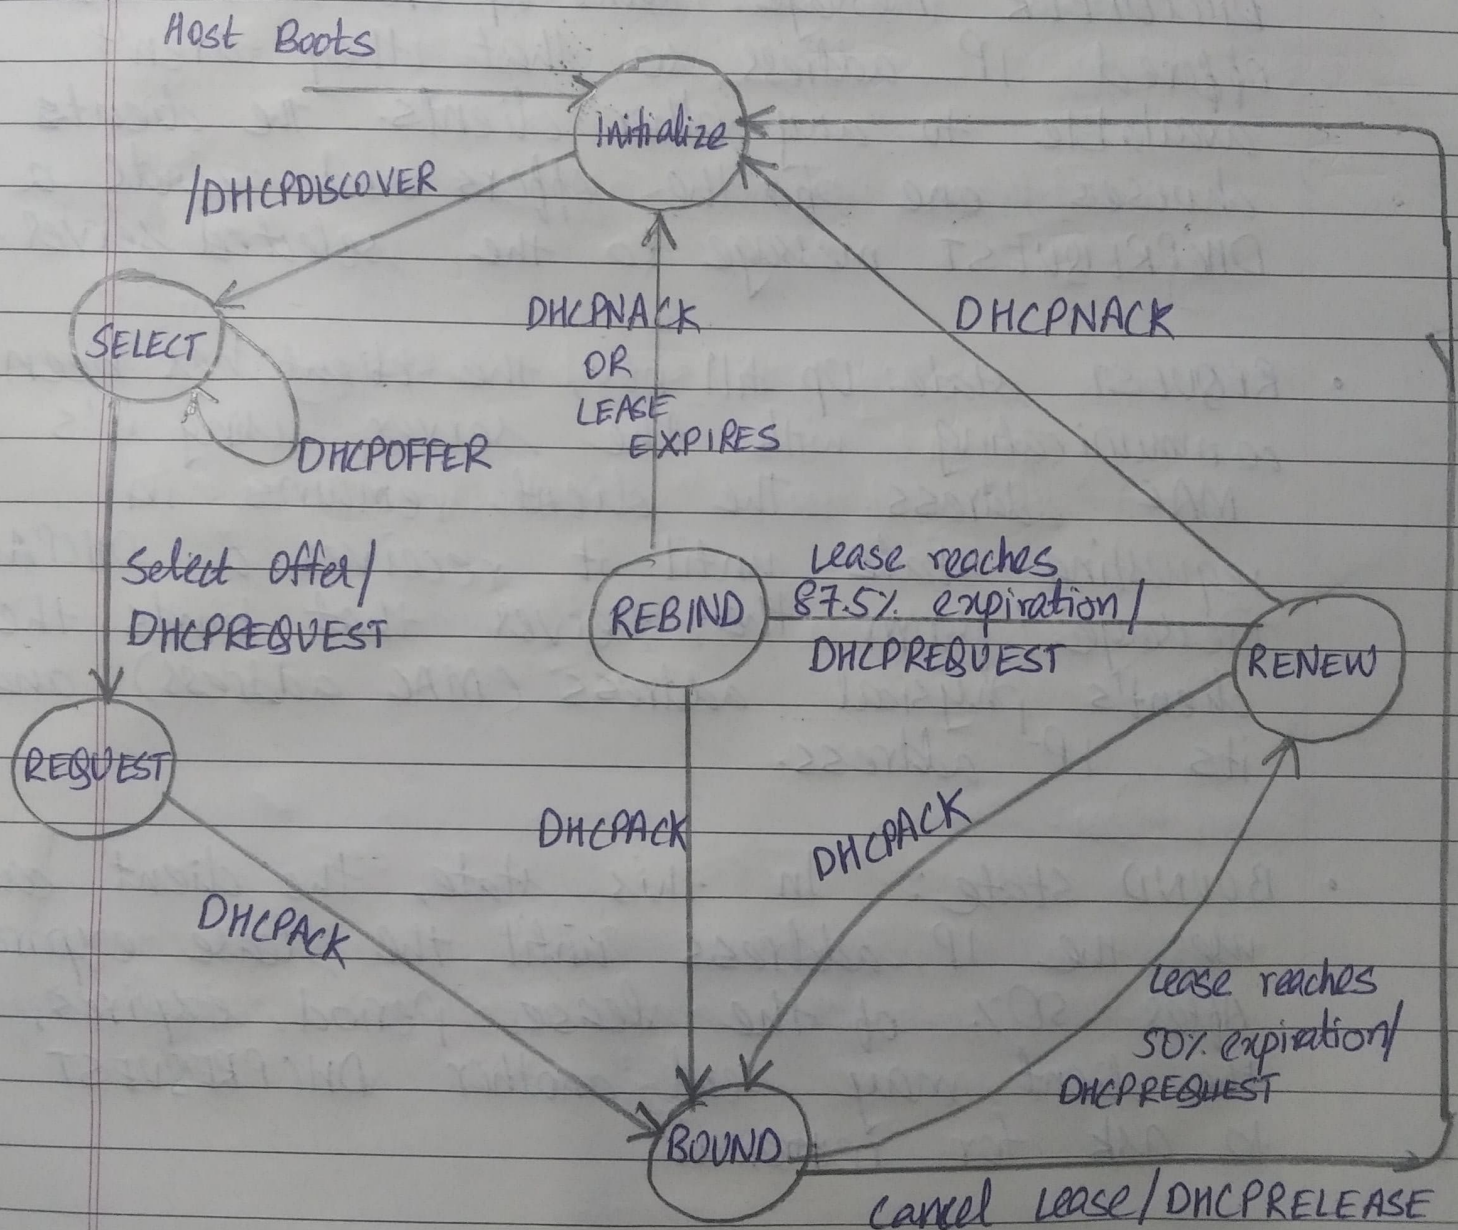 Host Boots
Initialize
/DHCPDISCOVER
SELECT
DHCPOFFER
DHCPNACK
OR
LEASE
EXPIRES
DHCPNACK
Select Offer/
DHCPREQUEST
REBIND
Lease reaches
87.5% expiration/
DHCPREQUEST
RENEW
REQUEST
DHCPACK
DHCPACK
DHCPACK
Lease reaches
50% expiration/
DHCPREQUEST
BOUND
Cancel Lease/DHCPRELEASE